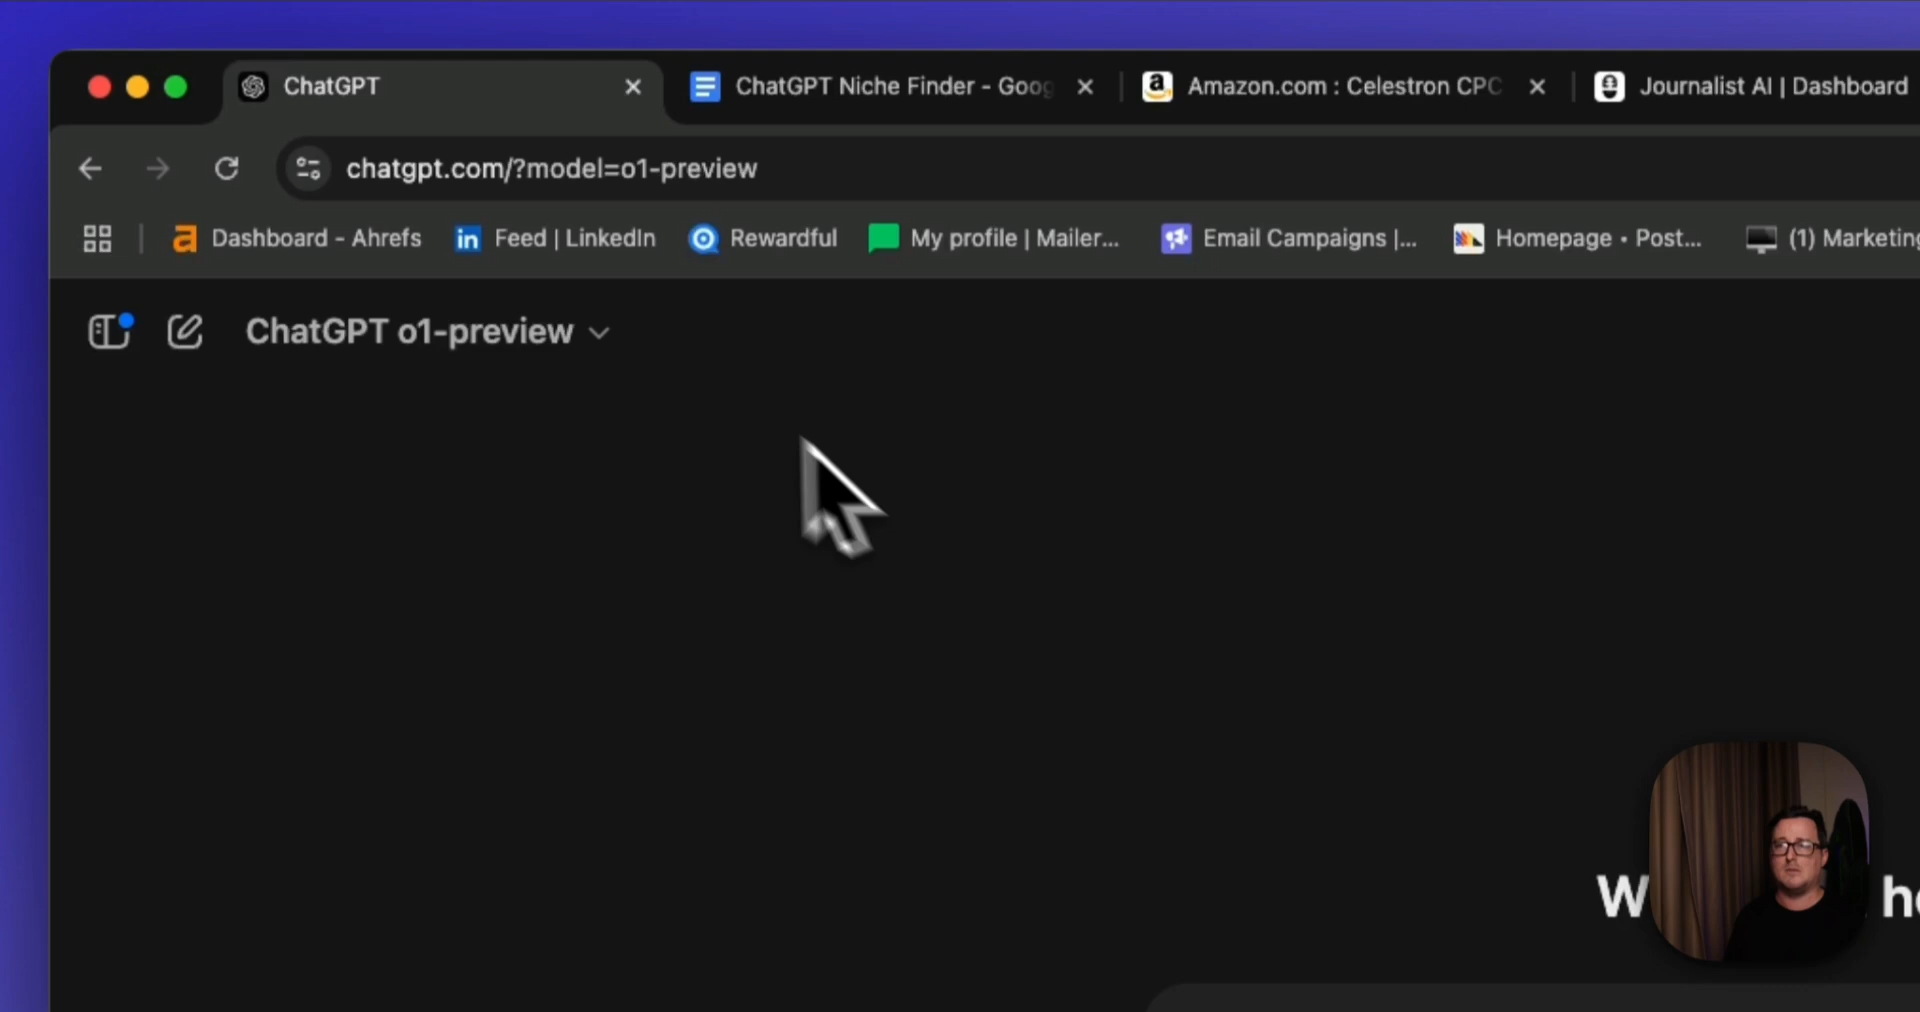 ChatGPT
ChatGPT Niche Finder - Goog
Amazon.com : Celestron CPC
Journalist AI | Dashboard
chatgpt.com/?model=o1-preview
Dashboard - Ahrefs
Feed | LinkedIn
Rewardful
My profile | Mailer...
Email Campaigns |...
Homepage • Post...
(1) Marketing
ChatGPT o1-preview